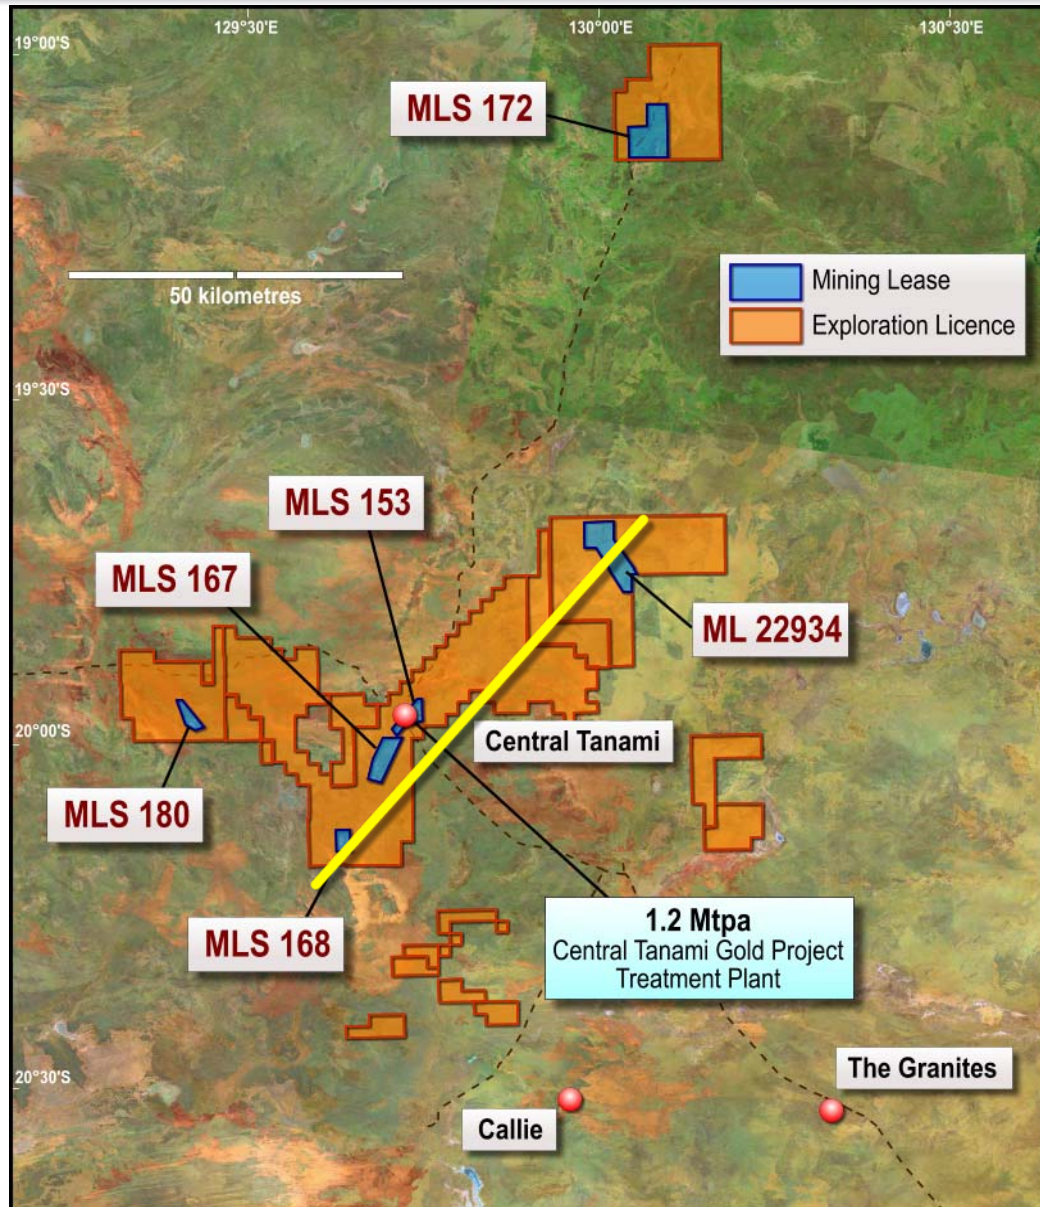 129°30'E
130°00'E
130°30'E
19°00'S
MLS 172
Mining Lease
Exploration Licence
50 kilometres
19°30'S
MLS 153
MLS 167
ML 22934
Central Tanami
20°00'S
MLS 180
MLS 168
1.2 Mtpa
Central Tanami Gold Project
Treatment Plant
The Granites
20°30'S
Callie